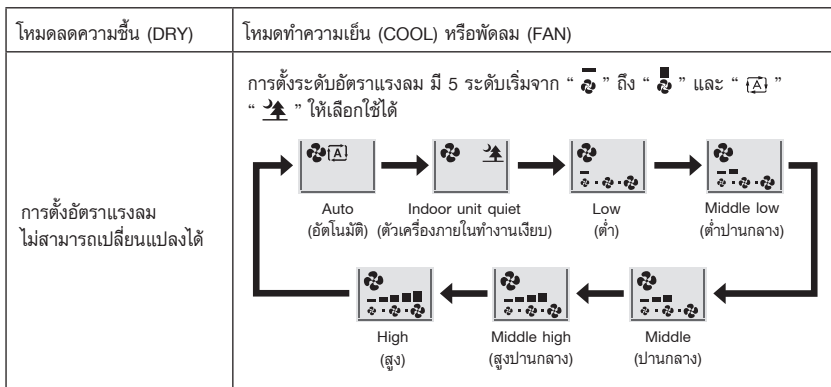 โหมดลดความชื้น (DRY)
โหมดทำความเย็น (COOL) หรือพัดลม (FAN)
การตั้งอัตราแรงลม
ไม่สามารถเปลี่ยนแปลงได้
การตั้งระดับอัตราแรงลม มี 5 ระดับเริ่มจาก “ ” ถึง “ ” และ “ A ”
“ ” ให้เลือกใช้ได้
A
Auto
(อัตโนมัติ)
Indoor unit quiet
(ตัวเครื่องภายในทำงานเงียบ)
Low
(ต่ำ)
Middle low
(ต่ำปานกลาง)
High
(สูง)
Middle high
(สูงปานกลาง)
Middle
(ปานกลาง)